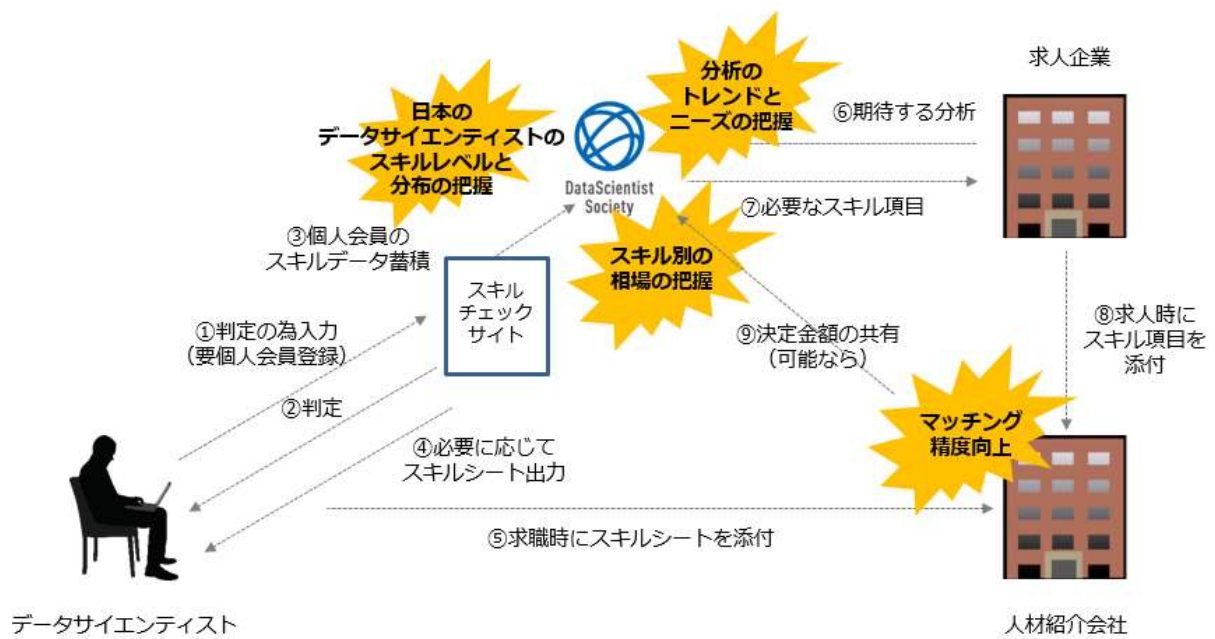 求人企業
分析の
トレンドと
ニーズの把握
日本の
データサイエンティストの
スキルレベルと
分布の把握
⑥期待する分析
DataScientist
Society
⑦必要なスキル項目
③個人会員の
スキルデータ蓄積
スキル別の
相場の把握
スキル
チェック
サイト
①判定の為入力
(要個人会員登録)
⑨決定金額の共有
(可能なら)
⑧求人時に
スキル項目を
添付
②判定
マッチング
精度向上
④必要に応じて
スキルシート出力
⑤求職時にスキルシートを添付
データサイエンティスト
人材紹介会社